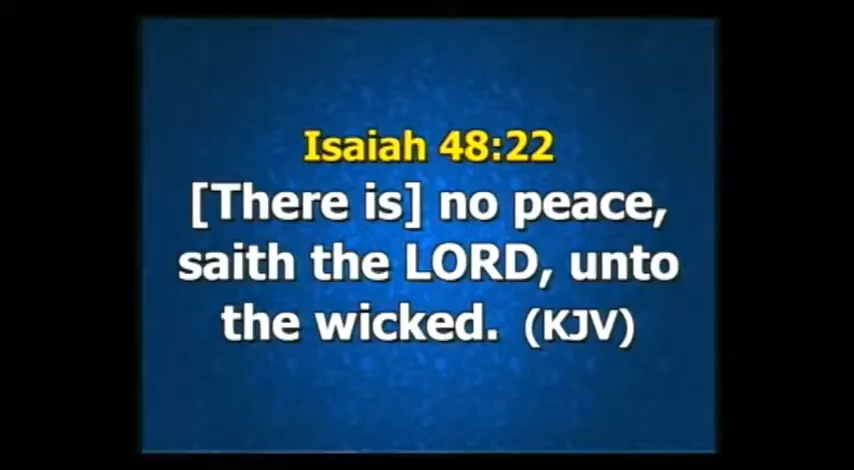 Isaiah 48:22
[There is] no peace,
saith the LORD, unto
the wicked. (KJV)